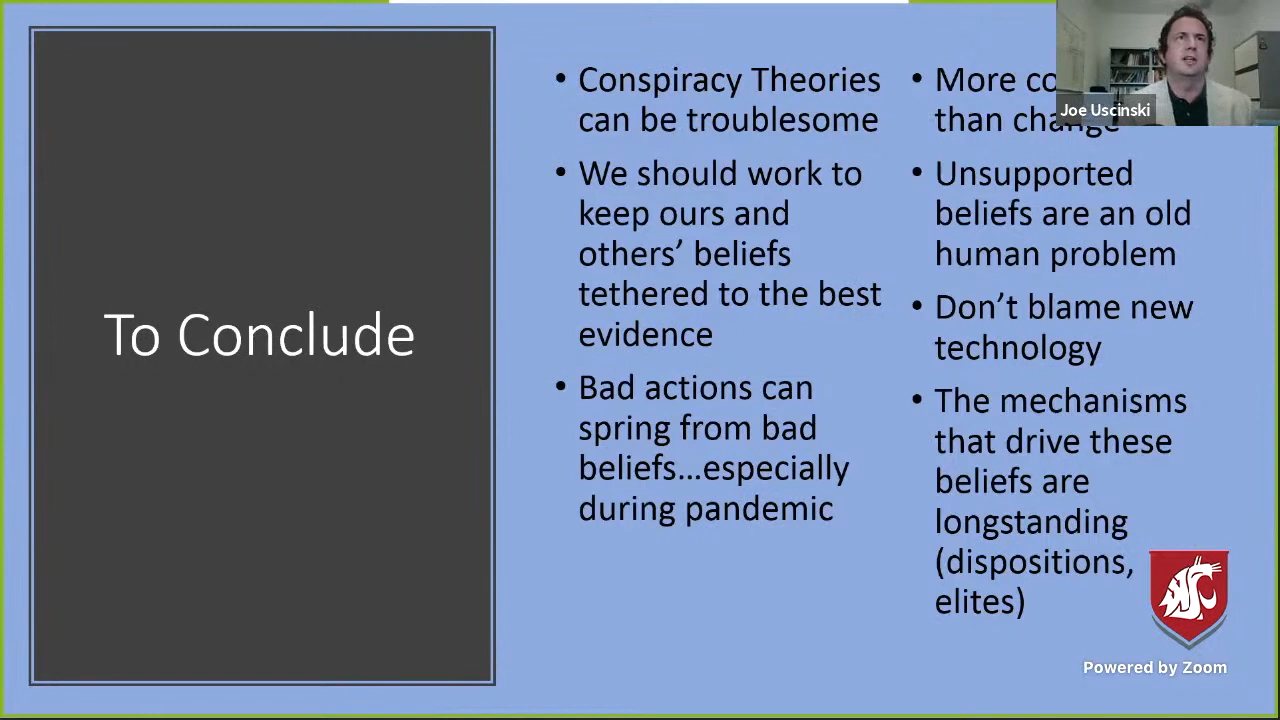 To Conclude
• Conspiracy Theories
can be troublesome
• We should work to
keep ours and
others’ beliefs
tethered to the best
evidence
• Bad actions can
spring from bad
beliefs…especially
during pandemic
• More
than change
• Unsupported
beliefs are an old
human problem
• Don’t blame new
technology
• The mechanisms
that drive these
beliefs are
longstanding
(dispositions,
elites)
Joe Uscinski
Powered by Zoom